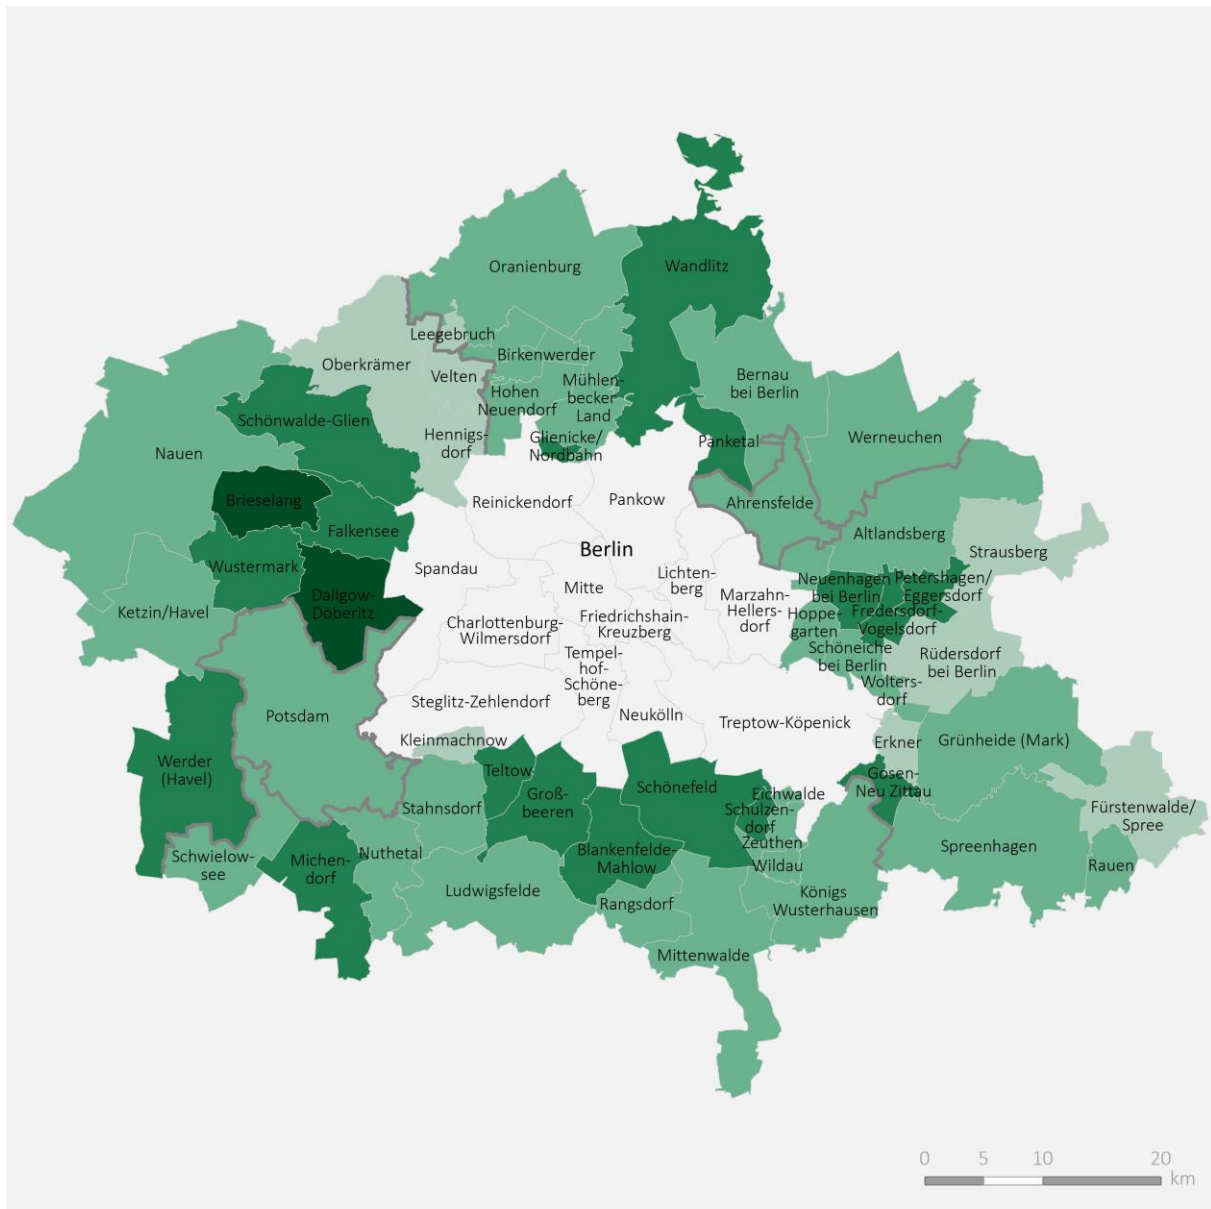 Oranienburg
Wandlitz
Leegebruch
Oberkrämer
Birkenwerder
Velten
Bernau
bei Berlin
Hohen
Neuendorf
Mühlen-
becker
Land
Schönwalde-Glien
Hennigs-
dorf
Glienicke/
Nordbahn
Panketal
Werneuchen
Nauen
Brieselang
Reinickendorf
Pankow
Ahrensfelde
Falkensee
Altlandsberg
Strausberg
Berlin
Wustermark
Spandau
Mitte
Lichten-
berg
Neuenhagen
bei Berlin
Petershagen/
Eggersdorf
Dallgow-
Döberitz
Marzahn-
Hellers-
dorf
Ketzin/Havel
Charlottenburg-
Wilmersdorf
Friedrichshain-
Kreuzberg
Hoppe-
garten
Fredersdorf-
Vogelsdorf
Tempel-
hof-
Schöne-
berg
Schöneiche
bei Berlin
Rüdersdorf
bei Berlin
Wolters-
dorf
Steglitz-Zehlendorf
Potsdam
Neukölln
Treptow-Köpenick
Kleinmachnow
Erkner
Grünheide (Mark)
Werder
(Havel)
Teltow
Gosen-
Neu Zittau
Stahnsdorf
Groß-
beeren
Schönefeld
Eichwalde
Schulzen-
dorf
Zeuthen
Fürstenwalde/
Spree
Schwielow-
see
Michen-
dorf
Nuthetal
Blankenfelde-
Mahlow
Wildau
Spreenhagen
Rauen
Ludwigsfelde
Rangsdorf
Königs
Wusterhausen
Mittenwalde
0 5 10 20
km